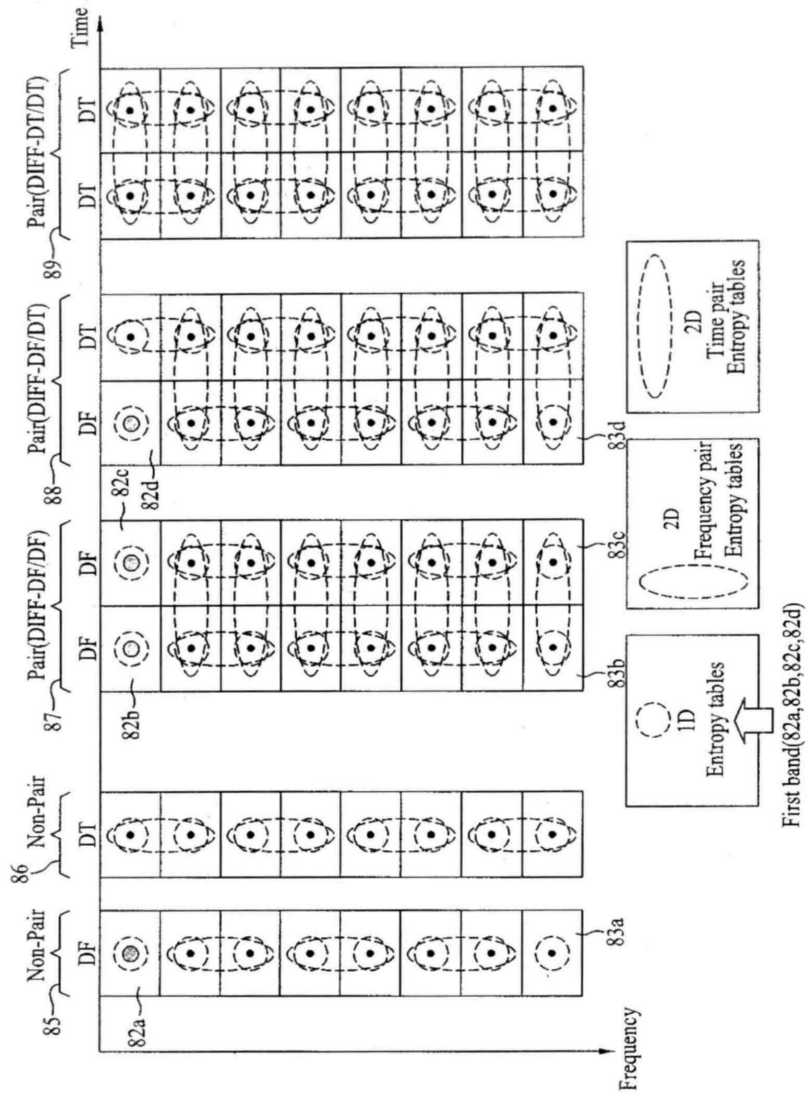 85
Non-Pair
DF
86
Non-Pair
DT
87
Pair(DIFF-DF/DF)
DF
DF
88
Pair(DIFF-DF/DT)
DF
DT
89
Pair(DIFF-DT/DT)
DT
DT
Time
82a
82b
82c
82d
83a
83b
83c
83d
Frequency
1D
Entropy tables
2D
Frequency pair
Entropy tables
2D
Time pair
Entropy tables
First band(82a,82b,82c,82d)